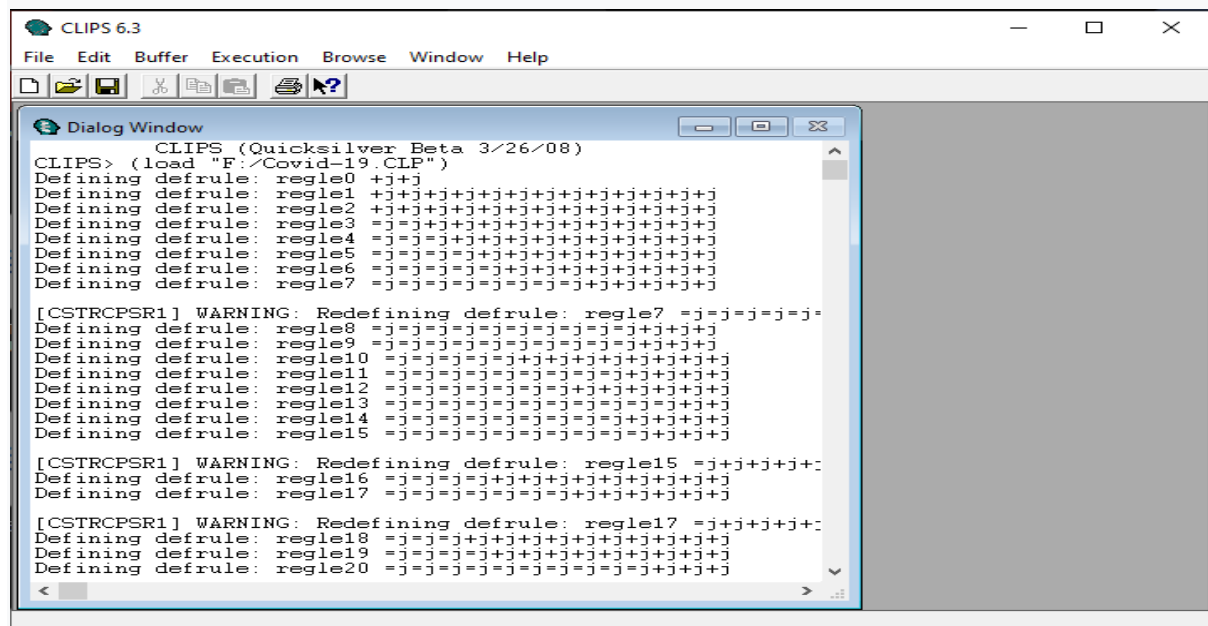 CLIPS 6.3
File Edit Buffer Execution Browse Window Help
Dialog Window
CLIPS (Quicksilver Beta 3/26/08)
CLIPS> (load "F:/Covid-19.CLP")
Defining defrule: regle0 +j+j
Defining defrule: regle1 +j+j+j+j+j+j+j+j+j+j+j+j+j
Defining defrule: regle2 +j+j+j+j+j+j+j+j+j+j+j+j+j
Defining defrule: regle3 =j=j+j+j+j+j+j+j+j+j+j+j+j
Defining defrule: regle4 =j=j=j+j+j+j+j+j+j+j+j+j+j
Defining defrule: regle5 =j=j=j=j+j+j+j+j+j+j+j+j+j
Defining defrule: regle6 =j=j=j=j=j+j+j+j+j+j+j+j+j
Defining defrule: regle7 =j=j=j=j=j=j=j=j+j+j+j+j+j
[CSTRCPSR1] WARNING: Redefining defrule: regle7 =j=j=j=j=j=
Defining defrule: regle8 =j=j=j=j=j=j=j=j=j=j+j+j+j
Defining defrule: regle9 =j=j=j=j=j=j=j=j=j=j+j+j+j
Defining defrule: regle10 =j=j=j=j=j+j+j+j+j+j+j+j+j
Defining defrule: regle11 =j=j=j=j=j=j=j=j=j+j+j+j+j
Defining defrule: regle12 =j=j=j=j=j=j=j+j+j+j+j+j+j
Defining defrule: regle13 =j=j=j=j=j=j=j=j=j=j=j+j+j
Defining defrule: regle14 =j=j=j=j=j=j=j=j=j+j+j+j+j
Defining defrule: regle15 =j=j=j=j=j=j=j=j=j=j+j+j+j
[CSTRCPSR1] WARNING: Redefining defrule: regle15 =j+j+j+j+
Defining defrule: regle16 =j=j=j=j+j+j+j+j+j+j+j+j+j
Defining defrule: regle17 =j=j=j=j=j=j=j+j+j+j+j+j+j
[CSTRCPSR1] WARNING: Redefining defrule: regle17 =j+j+j+j+
Defining defrule: regle18 =j=j=j+j+j+j+j+j+j+j+j+j+j
Defining defrule: regle19 =j=j=j=j+j+j+j+j+j+j+j+j+j
Defining defrule: regle20 =j=j=j=j=j=j=j=j=j=j+j+j+j